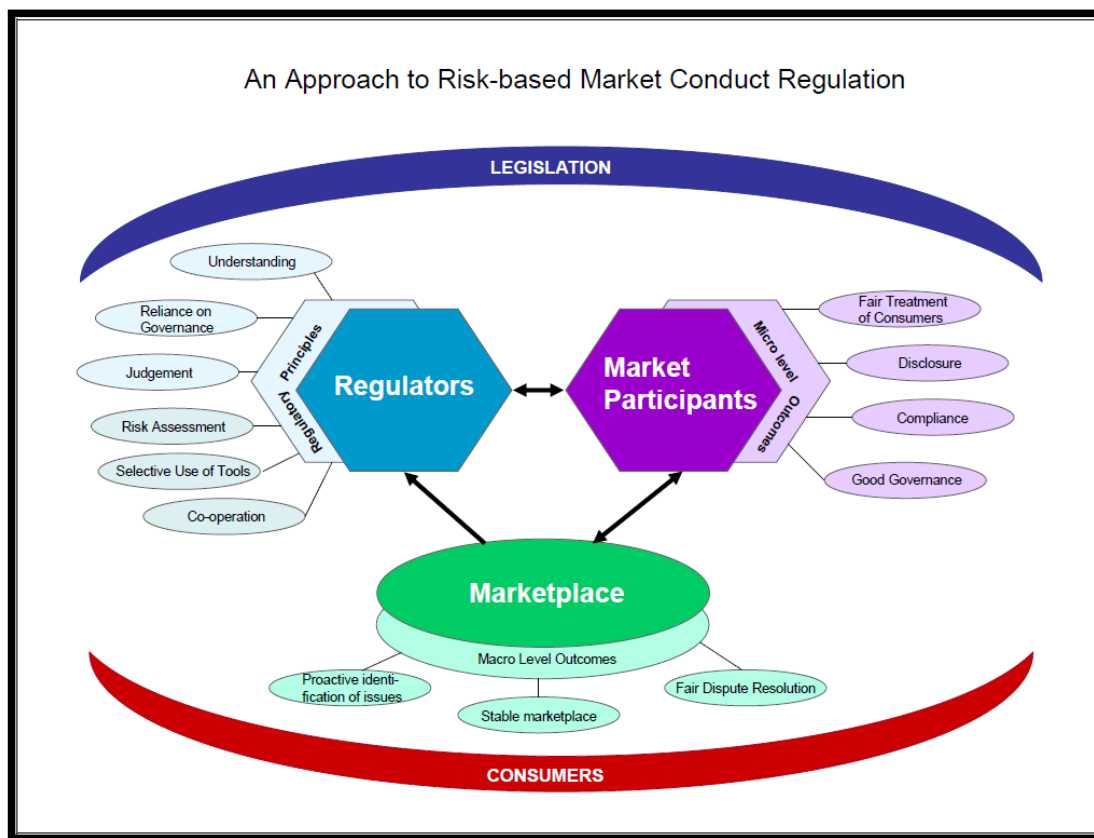 An Approach to Risk-based Market Conduct Regulation
LEGISLATION
Understanding
Reliance on
Governance
Judgement
Risk Assessment
Selective Use of Tools
Co-operation
Regulatory Principles
Regulators
Market
Participants
Micro level Outcomes
Fair Treatment
of Consumers
Disclosure
Compliance
Good Governance
Marketplace
Macro Level Outcomes
Proactive identi-
fication of issues
Stable marketplace
Fair Dispute Resolution
CONSUMERS